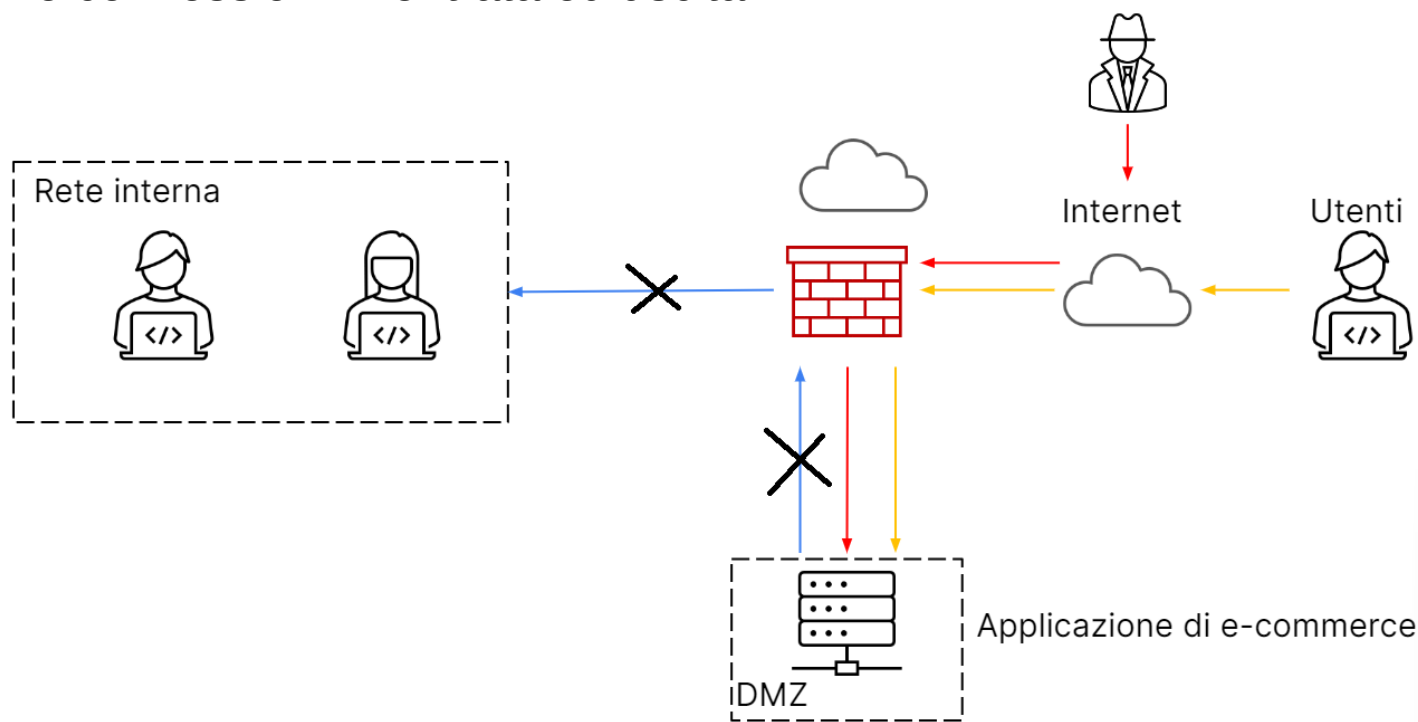 Rete interna
Internet
Utenti
</>
</>
</>
Applicazione di e-commerce
DMZ